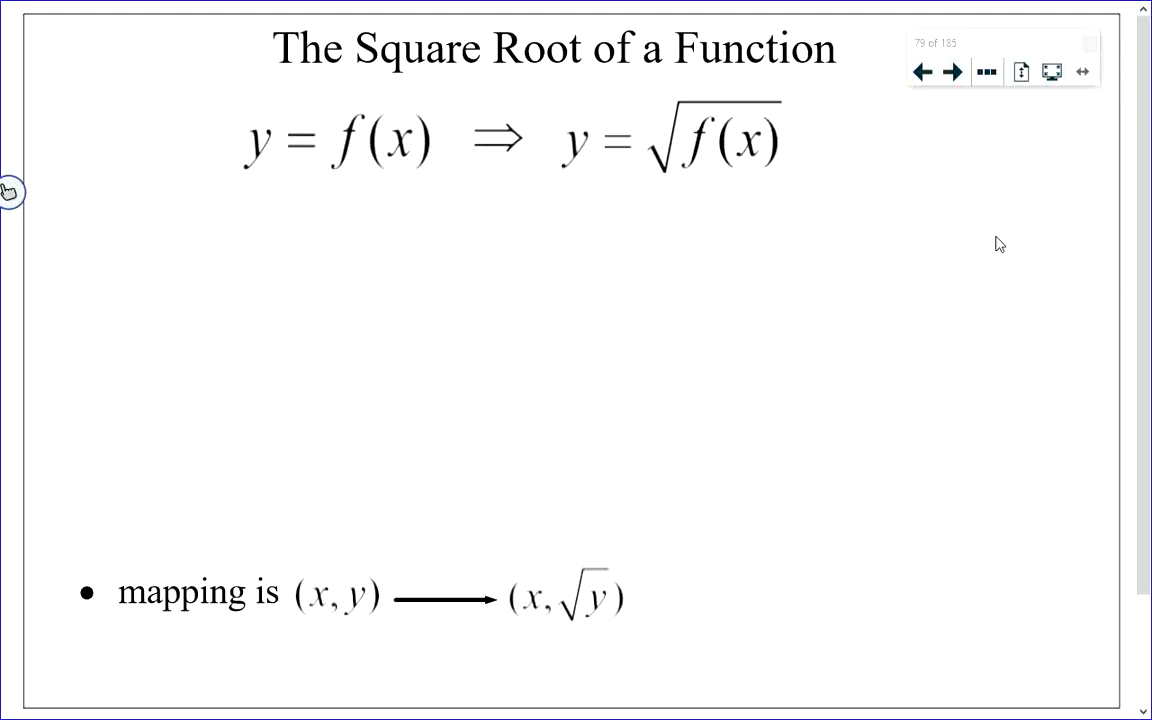 The Square Root of a Function
79 of 185
y = f(x) ⇒ y = √f(x)
• mapping is (x, y) ⟶ (x, √y)